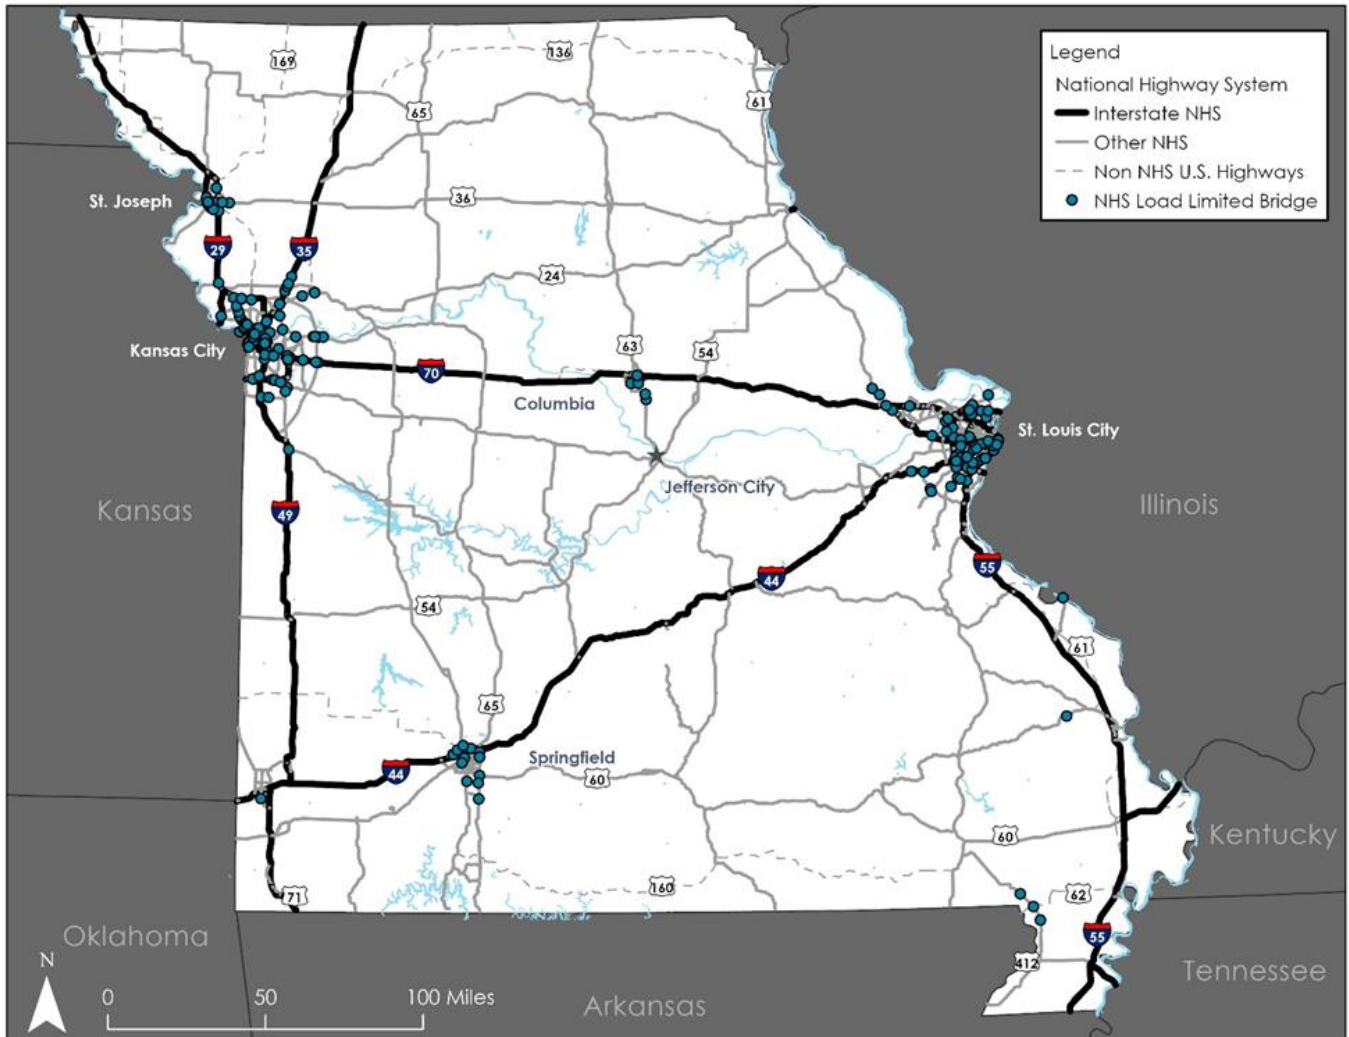 Legend
National Highway System
Interstate NHS
Other NHS
Non NHS U.S. Highways
NHS Load Limited Bridge
169
136
65
61
St. Joseph
36
29
35
24
Kansas City
63
54
70
Columbia
St. Louis City
Jefferson City
Kansas
49
Illinois
44
55
54
61
65
Springfield
44
60
60
Kentucky
160
62
71
Oklahoma
55
412
Tennessee
N
0 50 100 Miles
Arkansas